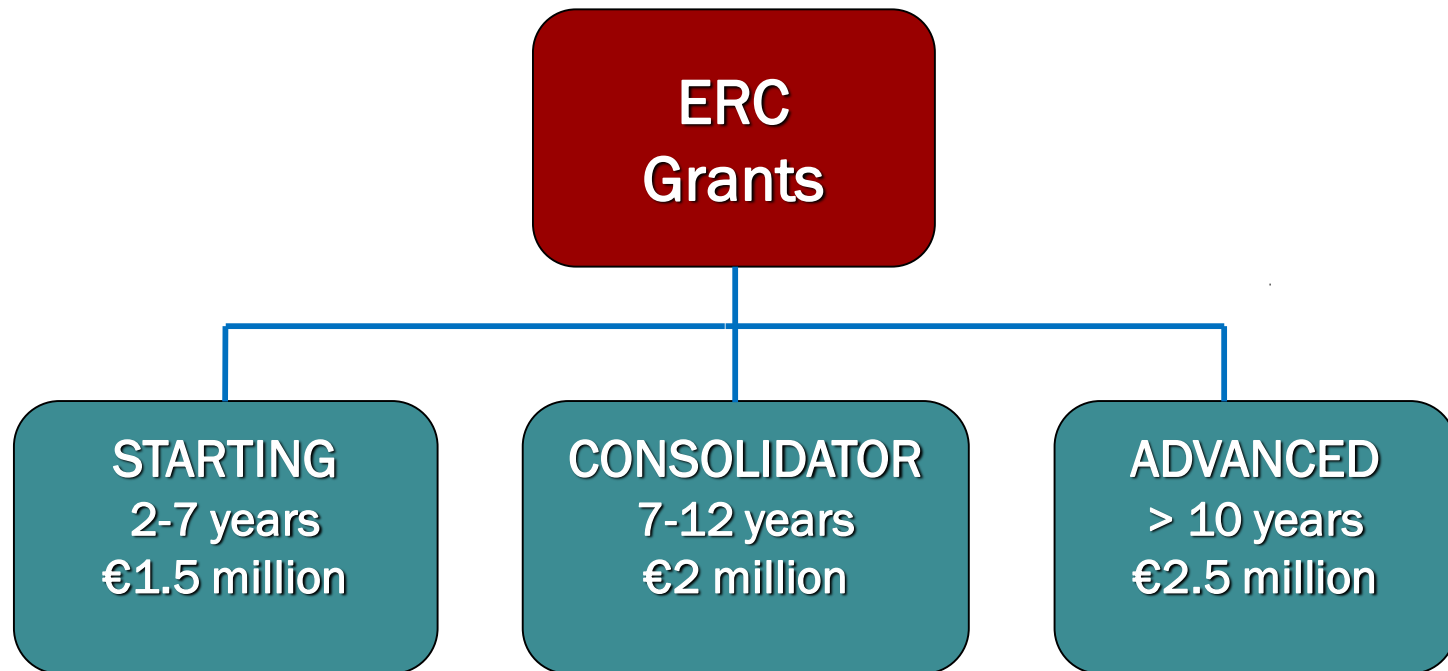 ERC
Grants
STARTING
2-7 years
€1.5 million
CONSOLIDATOR
7-12 years
€2 million
ADVANCED
> 10 years
€2.5 million